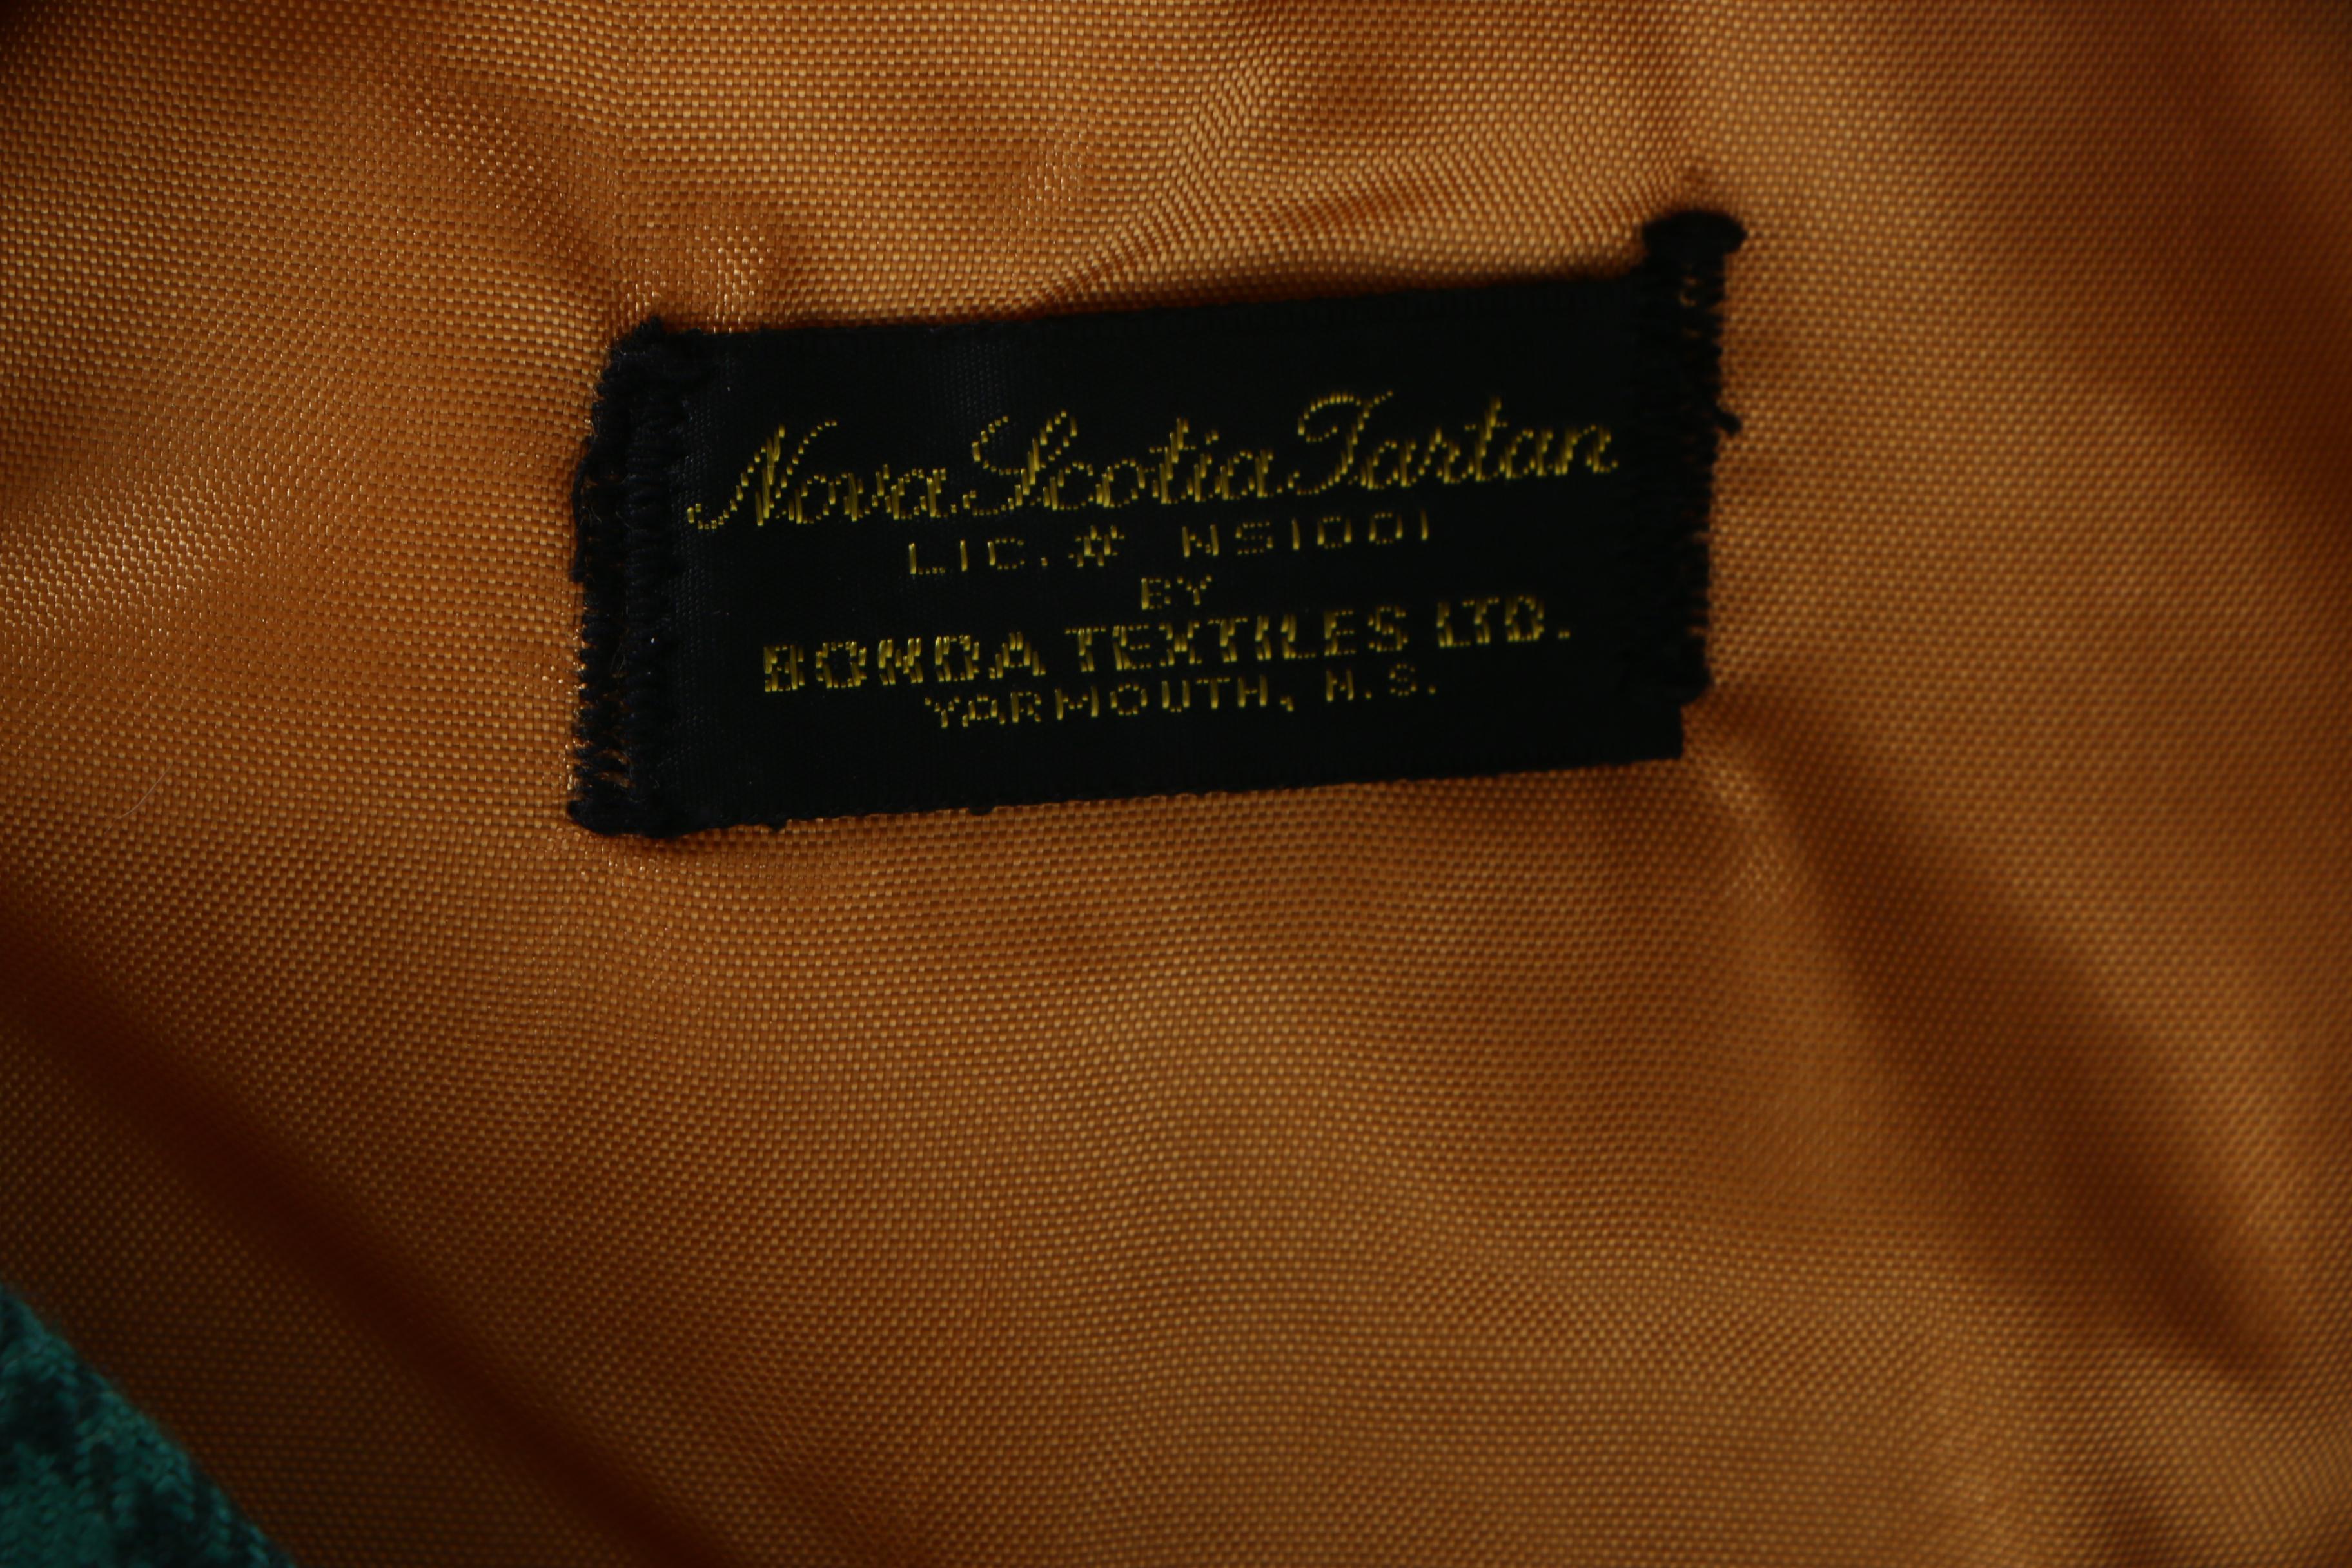 Nova Scotia Tartan
LIC. # NS1001
BY
BONDA TEXTILES LTD.
YARMOUTH, N.S.